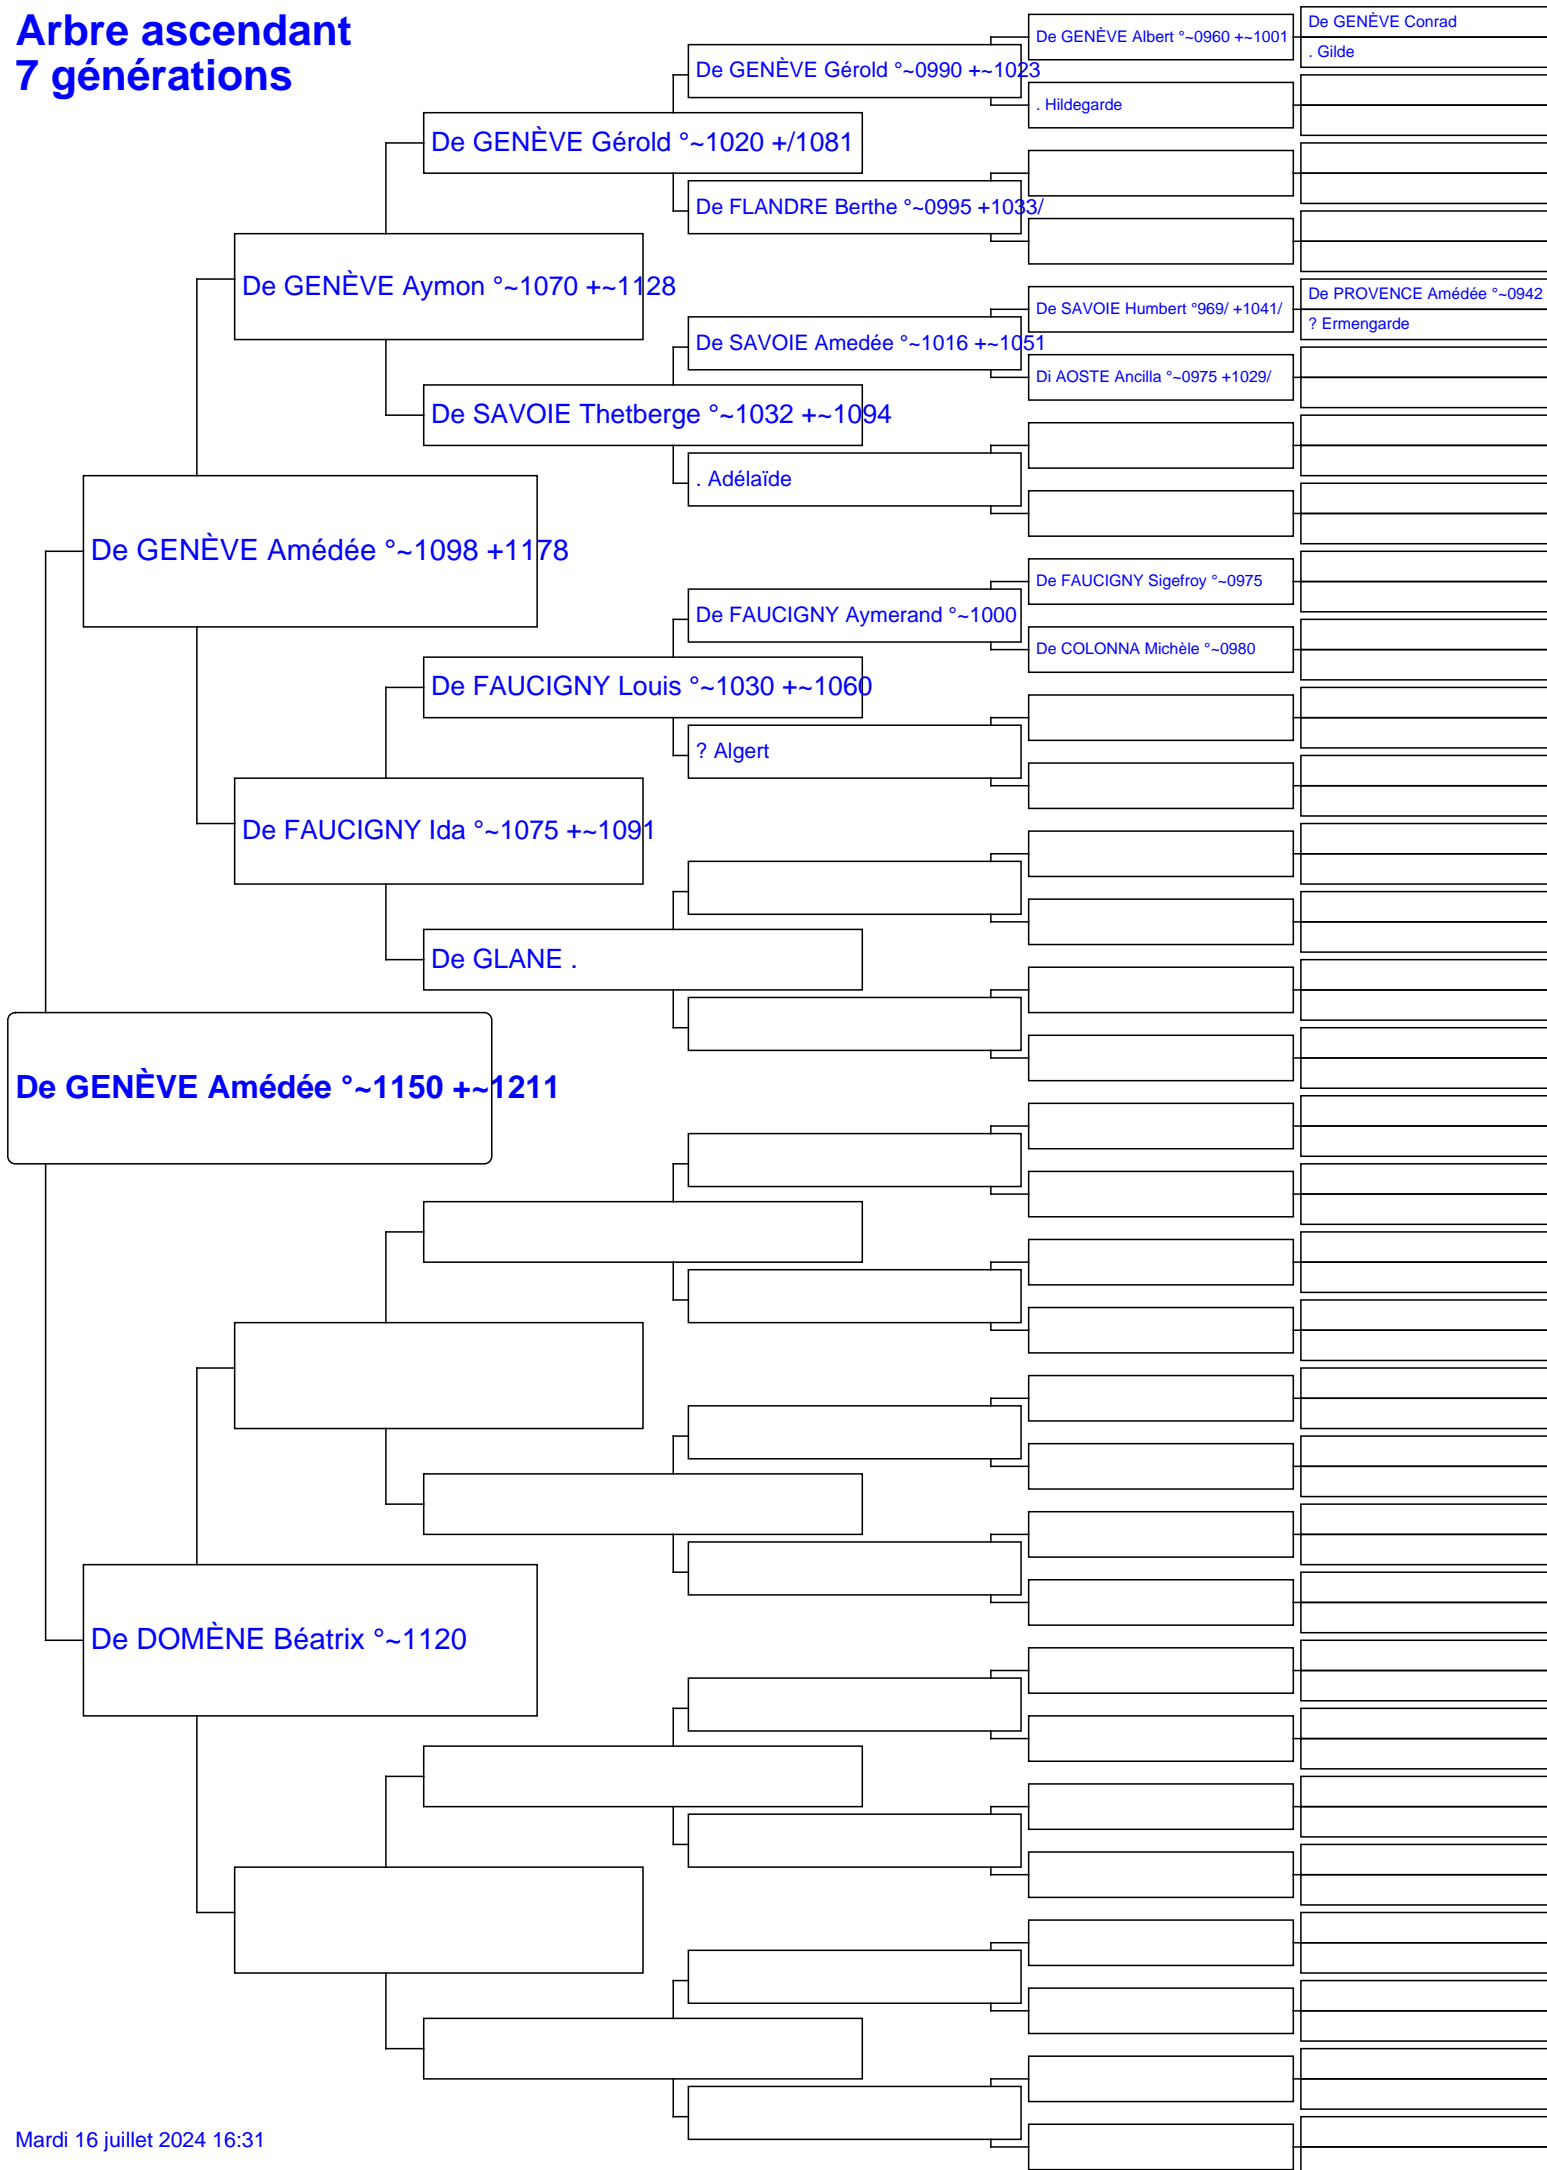 Arbre ascendant
7 générations
De GENÈVE Albert °~0960 +~1001
De GENÈVE Conrad
. Gilde
De GENÈVE Gérold °~0990 +~1023
. Hildegarde
De GENÈVE Gérold °~1020 +/1081
De FLANDRE Berthe °~0995 +1033/
De GENÈVE Aymon °~1070 +~1128
De SAVOIE Humbert °969/ +1041/
De PROVENCE Amédée °~0942
? Ermengarde
De SAVOIE Amedée °~1016 +~1051
Di AOSTE Ancilla °~0975 +1029/
De SAVOIE Thetberge °~1032 +~1094
. Adélaïde
De GENÈVE Amédée °~1098 +1178
De FAUCIGNY Sigefroy °~0975
De FAUCIGNY Aymerand °~1000
De COLONNA Michèle °~0980
De FAUCIGNY Louis °~1030 +~1060
? Algert
De FAUCIGNY Ida °~1075 +~1091
De GLANE .
De GENÈVE Amédée °~1150 +~1211
De DOMÈNE Béatrix °~1120
Mardi 16 juillet 2024 16:31